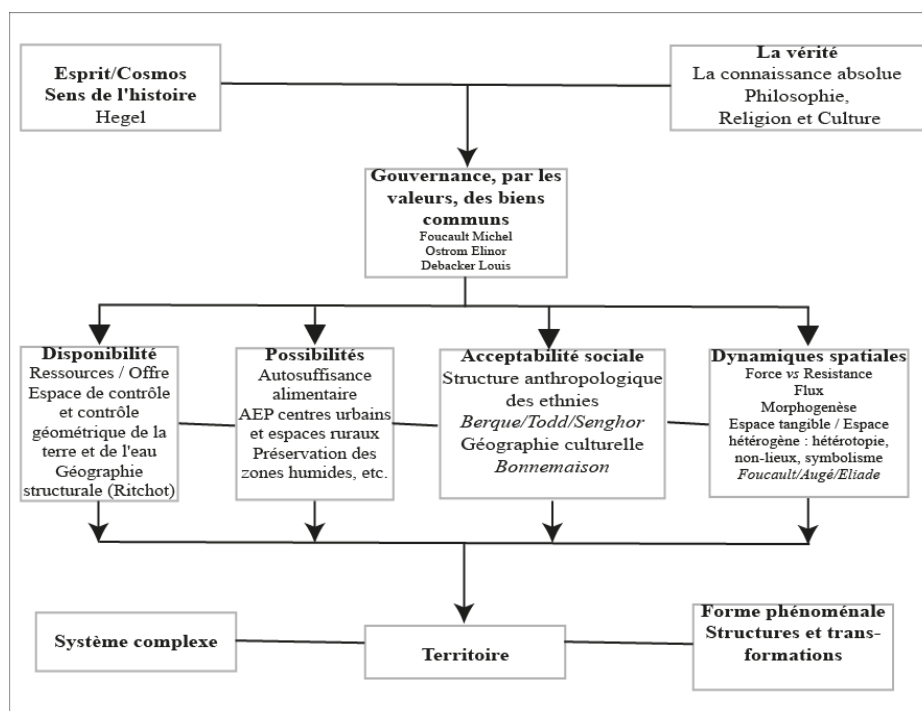 Esprit/Cosmos
Sens de l'histoire
Hegel
La vérité
La connaissance absolue
Philosophie,
Religion et Culture
Gouvernance, par les
valeurs, des biens
communs
Foucault Michel
Ostrom Elinor
Debacker Louis
Disponibilité
Ressources / Offre
Espace de contrôle
et contrôle
géométrique de la
terre et de l'eau
Géographie
structurale (Ritchot)
Possibilités
Autosuffisance
alimentaire
AEP centres urbains
et espaces ruraux
Préservation des
zones humides, etc.
Acceptabilité sociale
Structure anthropologique
des ethnies
Berque/Todd/Senghor
Géographie culturelle
Bonnemaison
Dynamiques spatiales
Force vs Resistance
Flux
Morphogenèse
Espace tangible / Espace
hétérogène : hétérotopie,
non-lieux, symbolisme
Foucault/Augé/Eliade
Système complexe
Territoire
Forme phénoménale
Structures et trans-
formations